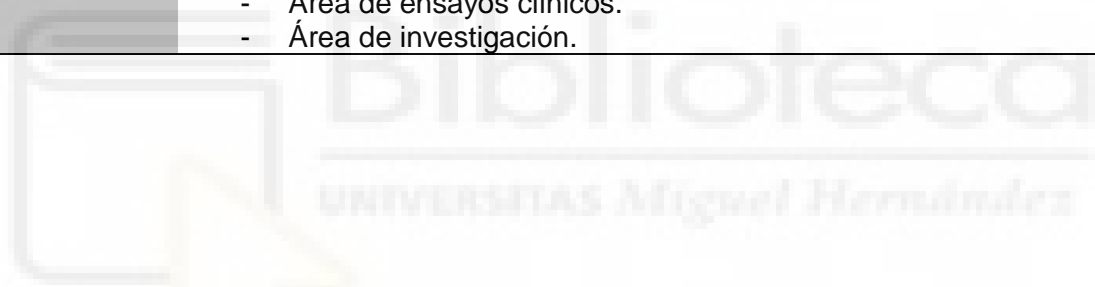 - Área de ensayos clínicos.
- Área de investigación.
Biblioteca
UNIVERSITAS Miguel Hernández